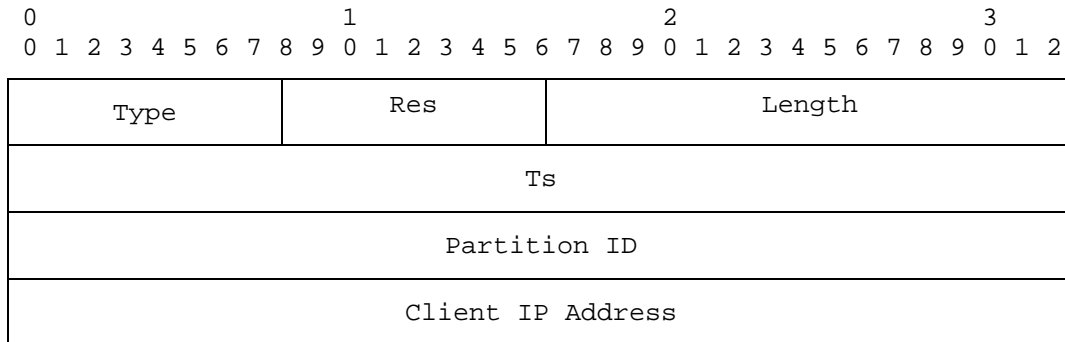 0 1 2 3
0 1 2 3 4 5 6 7 8 9 0 1 2 3 4 5 6 7 8 9 0 1 2 3 4 5 6 7 8 9 0 1 2
Type Res Length
Ts
Partition ID
Client IP Address